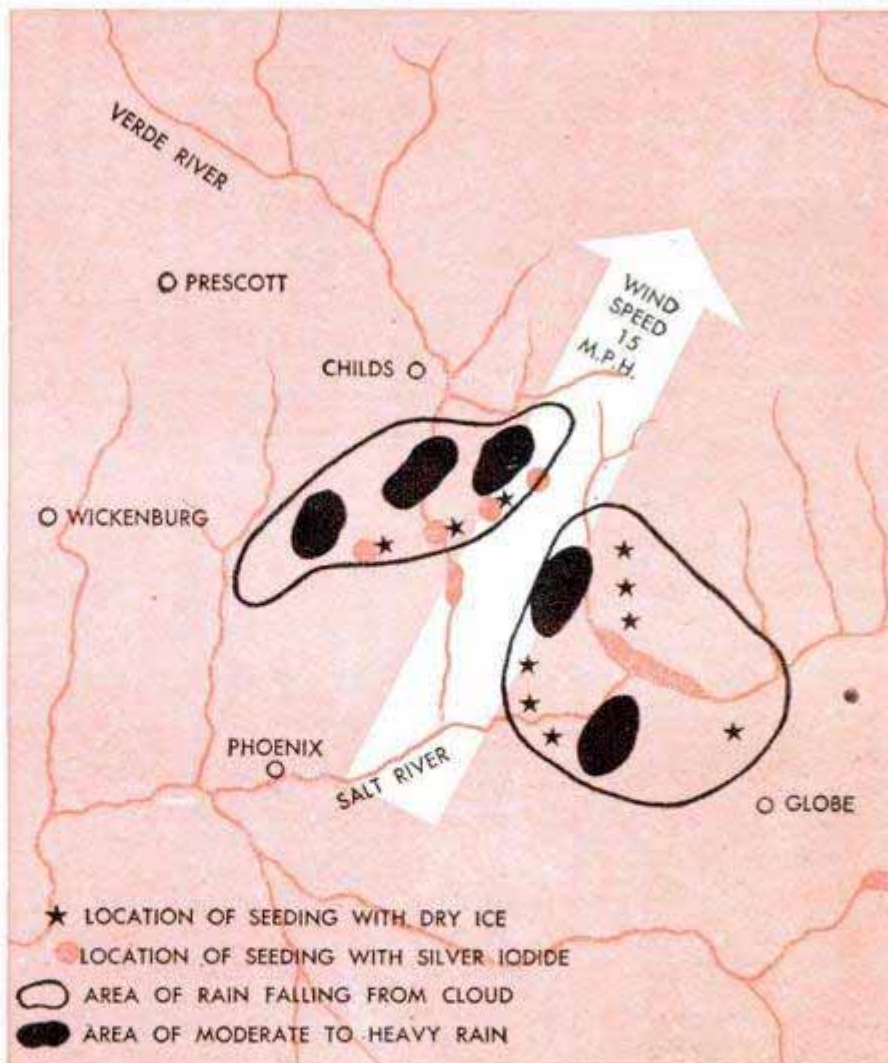 VERDE RIVER
PRESCOTT
WIND
SPEED
15
M.P.H.
CHILDS
WICKENBURG
PHOENIX
SALT RIVER
GLOBE
LOCATION OF SEEDING WITH DRY ICE
LOCATION OF SEEDING WITH SILVER IODIDE
AREA OF RAIN FALLING FROM CLOUD
AREA OF MODERATE TO HEAVY RAIN